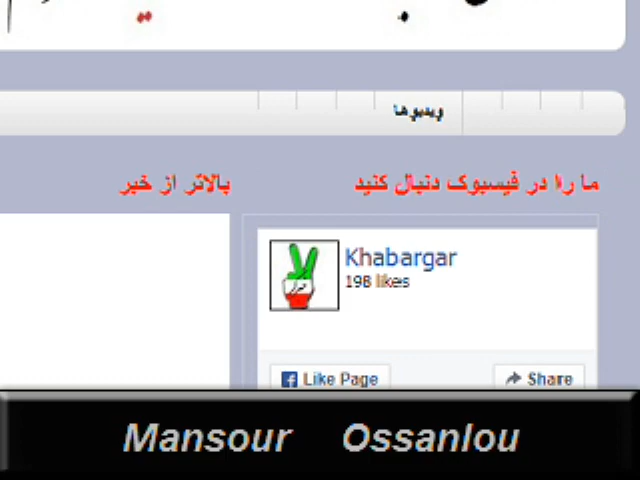 ویدیوها
ما را در فیسبوک دنبال کنید
بالاتر از خبر
Khabargar
198 likes
Like Page
Share
Mansour Ossanlou